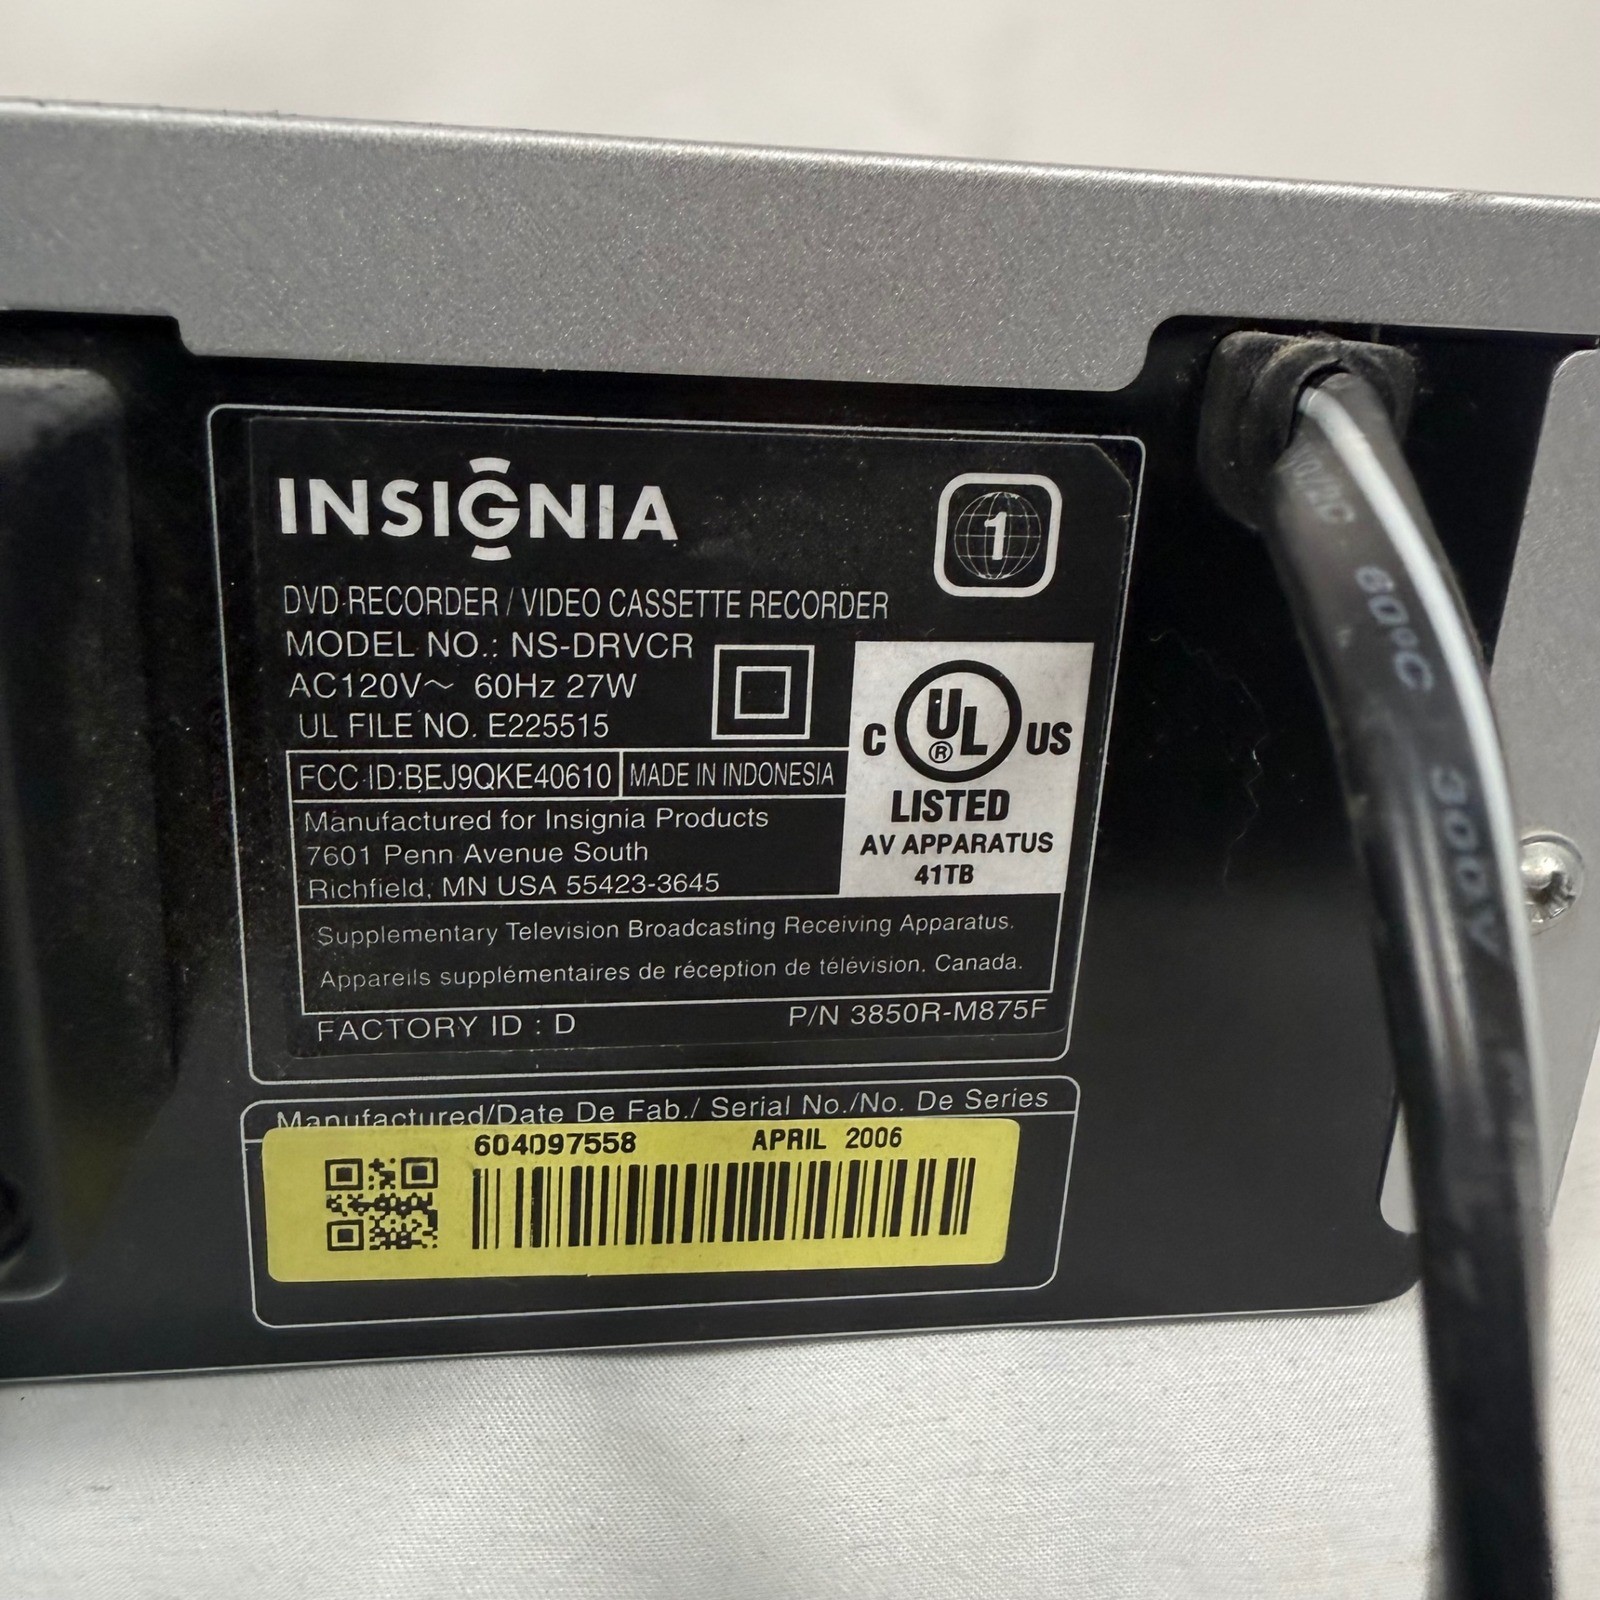 INSIGNIA
1
DVD RECORDER / VIDEO CASSETTE RECORDER
MODEL NO.: NS-DRVCR
AC120V~ 60Hz 27W
UL FILE NO. E225515
FCC ID:BEJ9QKE40610
MADE IN INDONESIA
C UL® US
LISTED
AV APPARATUS
41TB
Manufactured for Insignia Products
7601 Penn Avenue South
Richfield, MN USA 55423-3645
Supplementary Television Broadcasting Receiving Apparatus.
Appareils supplémentaires de réception de télévision. Canada.
FACTORY ID : D
P/N 3850R-M875F
Manufactured/Date De Fab./ Serial No./No. De Series
604097558 APRIL 2006
60°C 300V